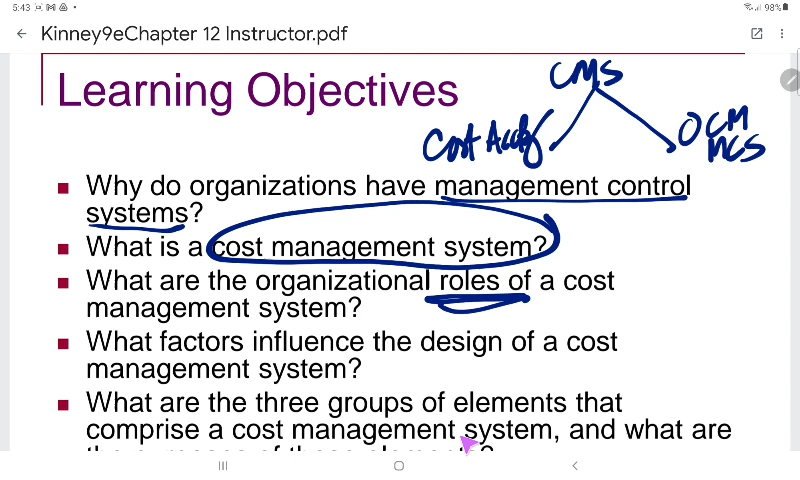 5:43
98%
Kinney9eChapter 12 Instructor.pdf
Learning Objectives
CMS
Cost Acctg
OCM
MCS
Why do organizations have management control
systems?
What is a cost management system?
What are the organizational roles of a cost
management system?
What factors influence the design of a cost
management system?
What are the three groups of elements that
comprise a cost management system, and what are